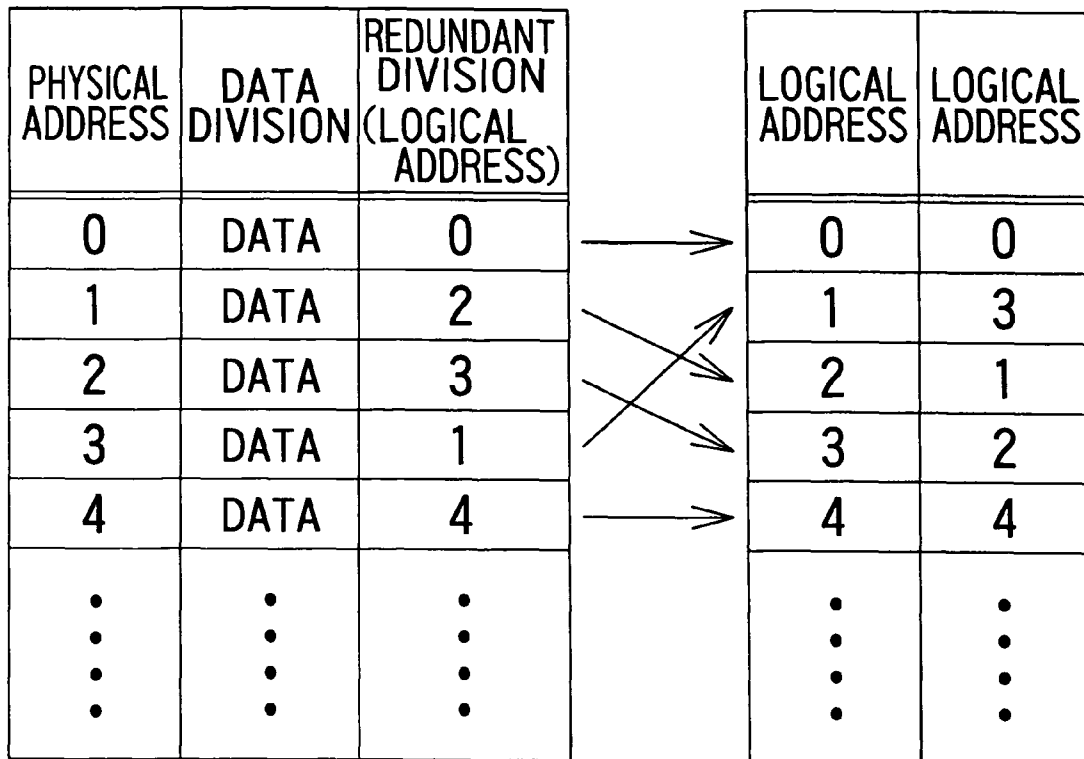 PHYSICAL ADDRESS DATA DIVISION REDUNDANT DIVISION (LOGICAL ADDRESS) LOGICAL ADDRESS LOGICAL ADDRESS
0 DATA 0 0 0
1 DATA 2 1 3
2 DATA 3 2 1
3 DATA 1 3 2
4 DATA 4 4 4